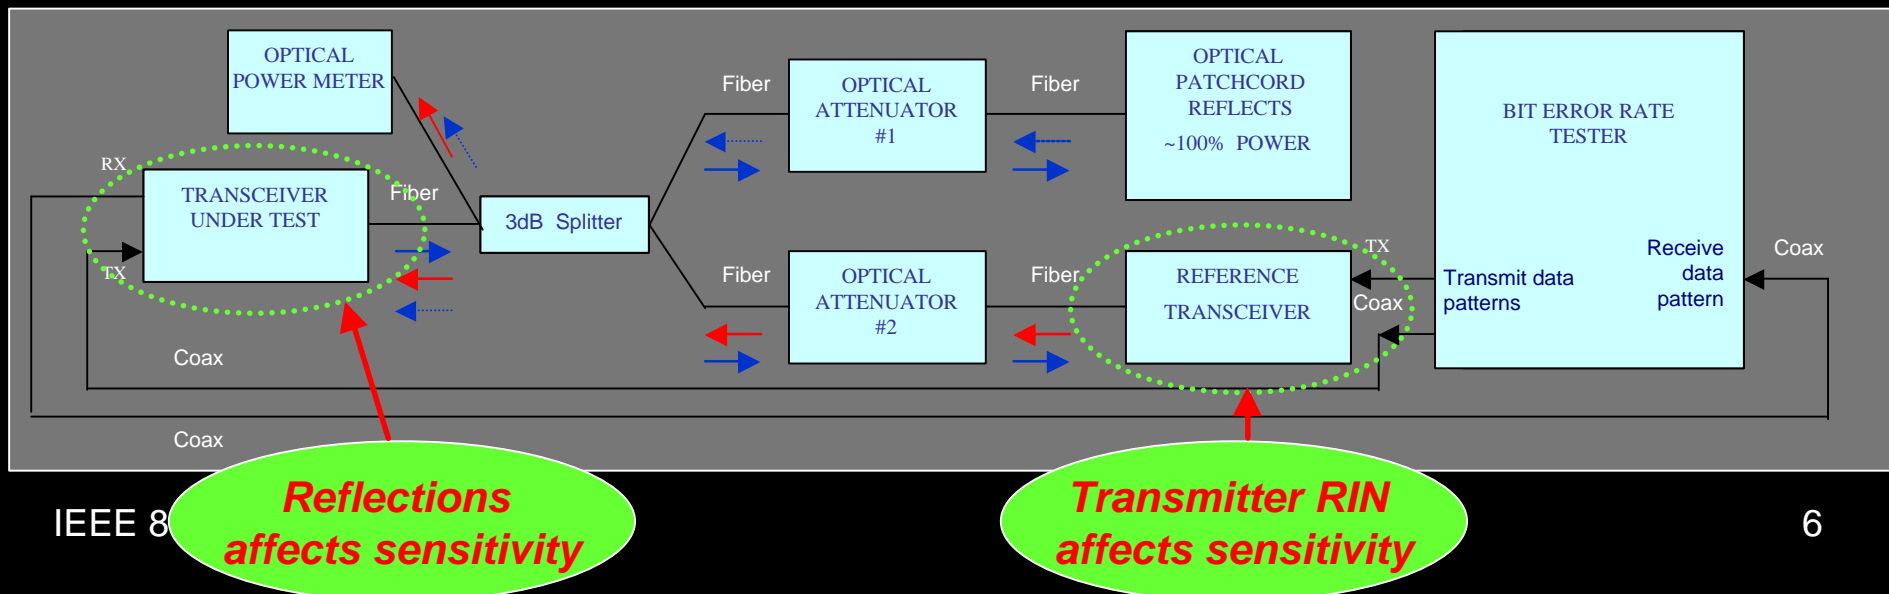 OPTICAL
POWER METER
Fiber
OPTICAL
ATTENUATOR
#1
Fiber
OPTICAL
PATCHCORD
REFLECTS
~100% POWER
BIT ERROR RATE
TESTER
RX
TRANSCEIVER
UNDER TEST
TX
Fiber
3dB Splitter
Fiber
OPTICAL
ATTENUATOR
#2
Fiber
REFERENCE
TRANSCEIVER
TX
Coax
Transmit data
patterns
Receive
data
pattern
Coax
Coax
Coax
Reflections
affects sensitivity
Transmitter RIN
affects sensitivity
IEEE 8
6